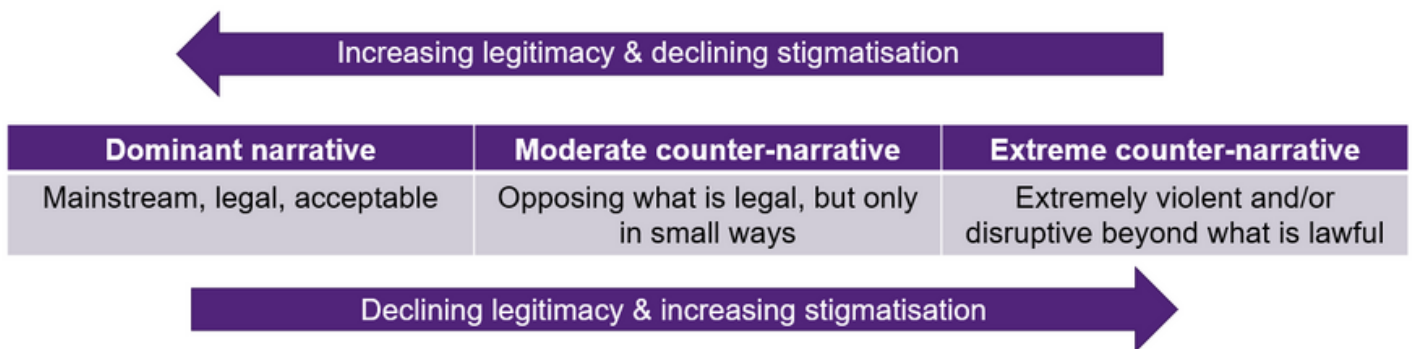 Increasing legitimacy & declining stigmatisation
Dominant narrative
Moderate counter-narrative
Extreme counter-narrative
Mainstream, legal, acceptable
Opposing what is legal, but only
in small ways
Extremely violent and/or
disruptive beyond what is lawful
Declining legitimacy & increasing stigmatisation